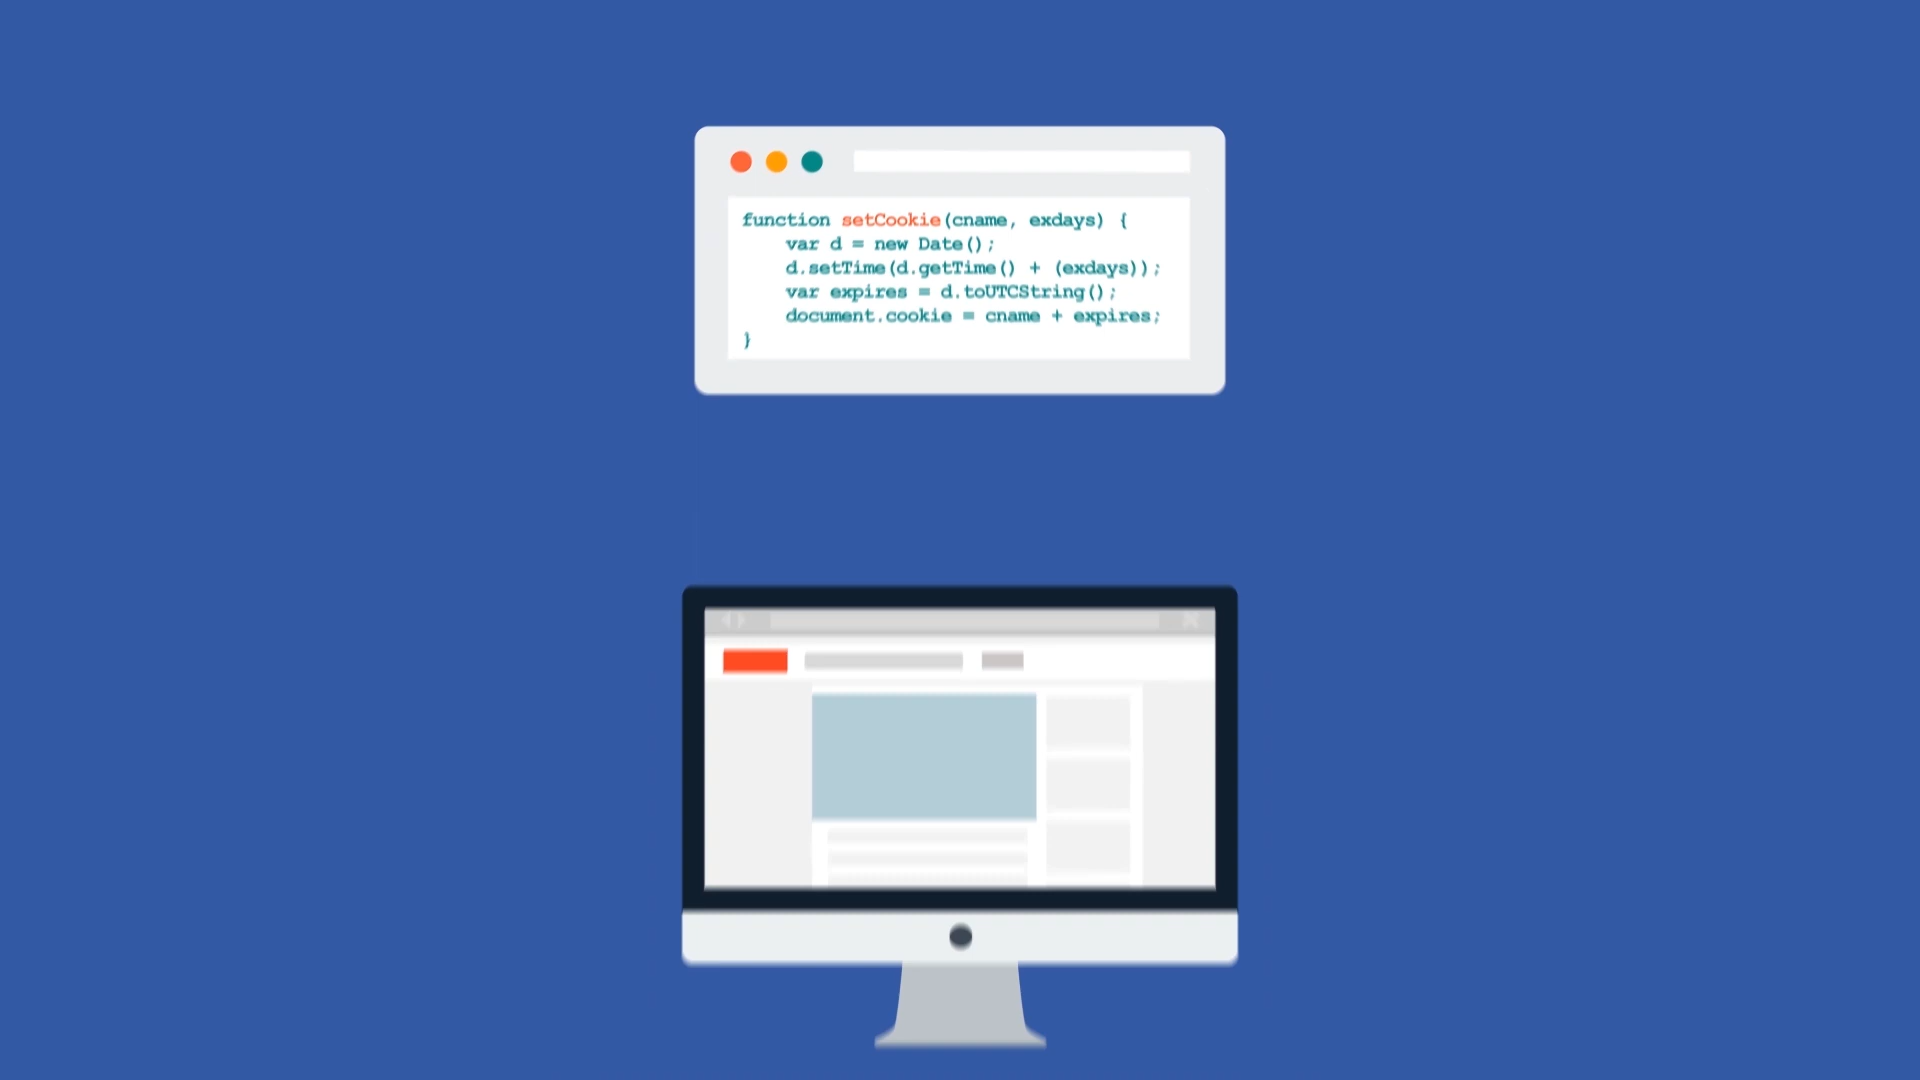 function setCookie(cname, exdays) {
    var d = new Date();
    d.setTime(d.getTime() + (exdays));
    var expires = d.toUTCString();
    document.cookie = cname + expires;
}